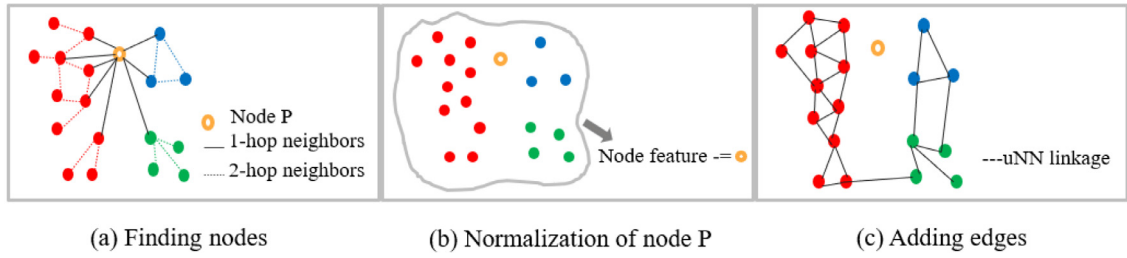 Node P
1-hop neighbors
2-hop neighbors
Node feature -=
---uNN linkage
(a) Finding nodes
(b) Normalization of node P
(c) Adding edges